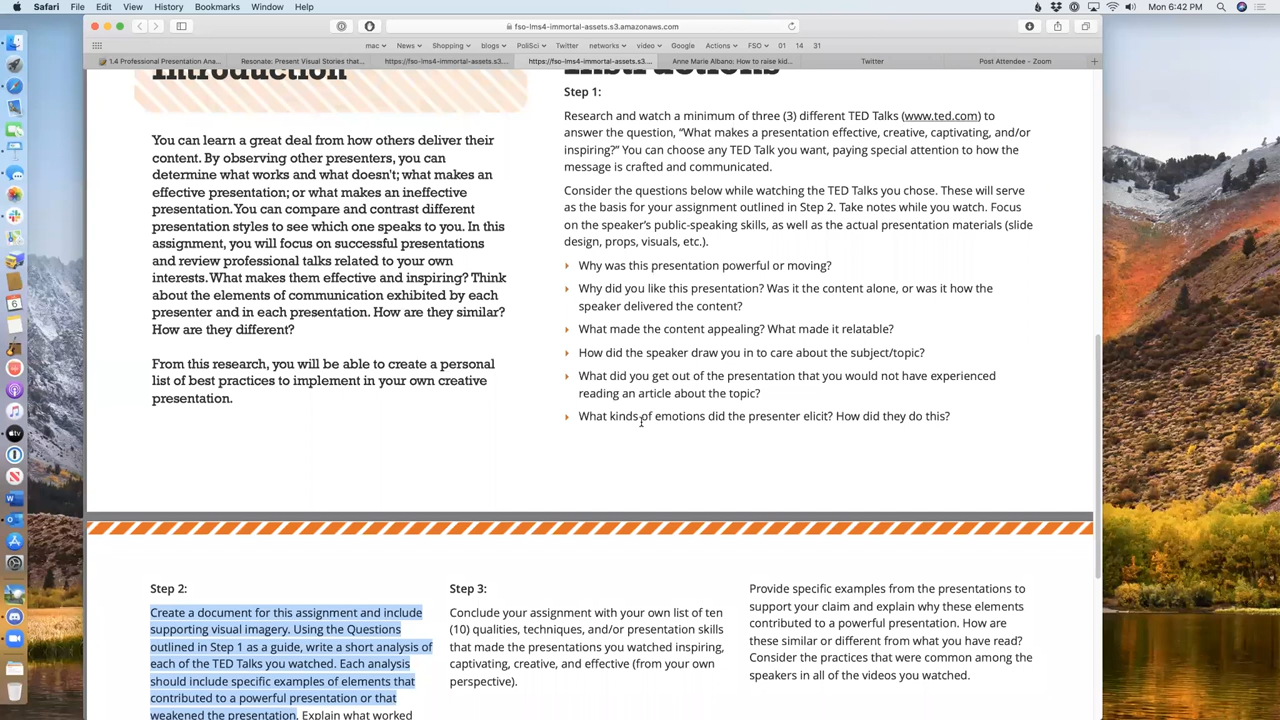 Safari File Edit View History Bookmarks Window Help
Mon 6:42 PM
fso-lms4-immortal-assets.s3.amazonaws.com
mac News Shopping blogs PoliSci Twitter networks video Google Actions FSO 01 14 31
1.4 Professional Presentation Ana...
Resonate: Present Visual Stories that...
https://fso-lms4-immortal-assets.s3....
https://fso-lms4-immortal-assets.s3....
Anne Marie Albano: How to raise kid...
Twitter
Post Attendee - Zoom
Introduction
You can learn a great deal from how others deliver their
content. By observing other presenters, you can
determine what works and what doesn't; what makes an
effective presentation; or what makes an ineffective
presentation. You can compare and contrast different
presentation styles to see which one speaks to you. In this
assignment, you will focus on successful presentations
and review professional talks related to your own
interests. What makes them effective and inspiring? Think
about the elements of communication exhibited by each
presenter and in each presentation. How are they similar?
How are they different?
From this research, you will be able to create a personal
list of best practices to implement in your own creative
presentation.
Instructions
Step 1:
Research and watch a minimum of three (3) different TED Talks (www.ted.com) to
answer the question, “What makes a presentation effective, creative, captivating, and/or
inspiring?” You can choose any TED Talk you want, paying special attention to how the
message is crafted and communicated.
Consider the questions below while watching the TED Talks you chose. These will serve
as the basis for your assignment outlined in Step 2. Take notes while you watch. Focus
on the speaker’s public-speaking skills, as well as the actual presentation materials (slide
design, props, visuals, etc.).
Why was this presentation powerful or moving?
Why did you like this presentation? Was it the content alone, or was it how the
speaker delivered the content?
What made the content appealing? What made it relatable?
How did the speaker draw you in to care about the subject/topic?
What did you get out of the presentation that you would not have experienced
reading an article about the topic?
What kinds of emotions did the presenter elicit? How did they do this?
Step 2:
Create a document for this assignment and include
supporting visual imagery. Using the Questions
outlined in Step 1 as a guide, write a short analysis of
each of the TED Talks you watched. Each analysis
should include specific examples of elements that
contributed to a powerful presentation or that
weakened the presentation. Explain what worked
Step 3:
Conclude your assignment with your own list of ten
(10) qualities, techniques, and/or presentation skills
that made the presentations you watched inspiring,
captivating, creative, and effective (from your own
perspective).
Provide specific examples from the presentations to
support your claim and explain why these elements
contributed to a powerful presentation. How are
these similar or different from what you have read?
Consider the practices that were common among the
speakers in all of the videos you watched.